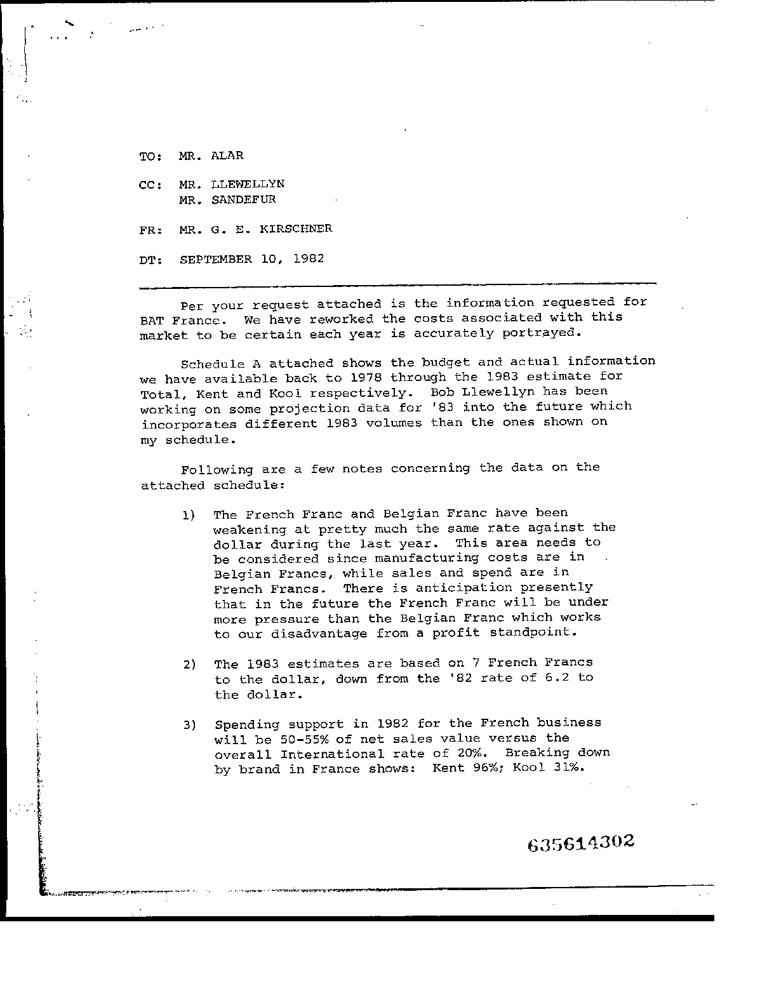 TO: MR. ALAR
CC: MR. LLEWELLYN
MR. SANDEFUR
FR: MR. G. E. KIRSCHNER
DT: SEPTEMBER 10, 1982
Per your request attached is the information requested for
BAT France. We have reworked the costs associated with this
market to be certain each year is accurately portrayed.
Schedule A attached shows the budget and actual information
we have available back to 1978 through the 1983 estimate for
Total, Kent and Kool respectively. Bob Llewellyn has been
working on some projection data for '83 into the future which
incorporates different 1983 volumes than the ones shown on
my schedule.
Following are a few notes concerning the data on the
attached schedule:
1) The French Franc and Belgian Franc have been
weakening at pretty much the same rate against the
dollar during the last year. This area needs to
be considered since manufacturing costs are in
Belgian Francs, while sales and spend are in
French Francs. There is anticipation presently
that in the future the French Franc will be under
more pressure than the Belgian Franc which works
to our disadvantage from a profit standpoint.
2) The 1983 estimates are based on 7 French Francs
to the dollar, down from the '82 rate of 6.2 to
the dollar.
3) Spending support in 1982 for the French business
will be 50-55% of net sales value versus the
overall International rate of 20%. Breaking down
by brand in France shows: Kent 96%; Kool 31%.
635614302